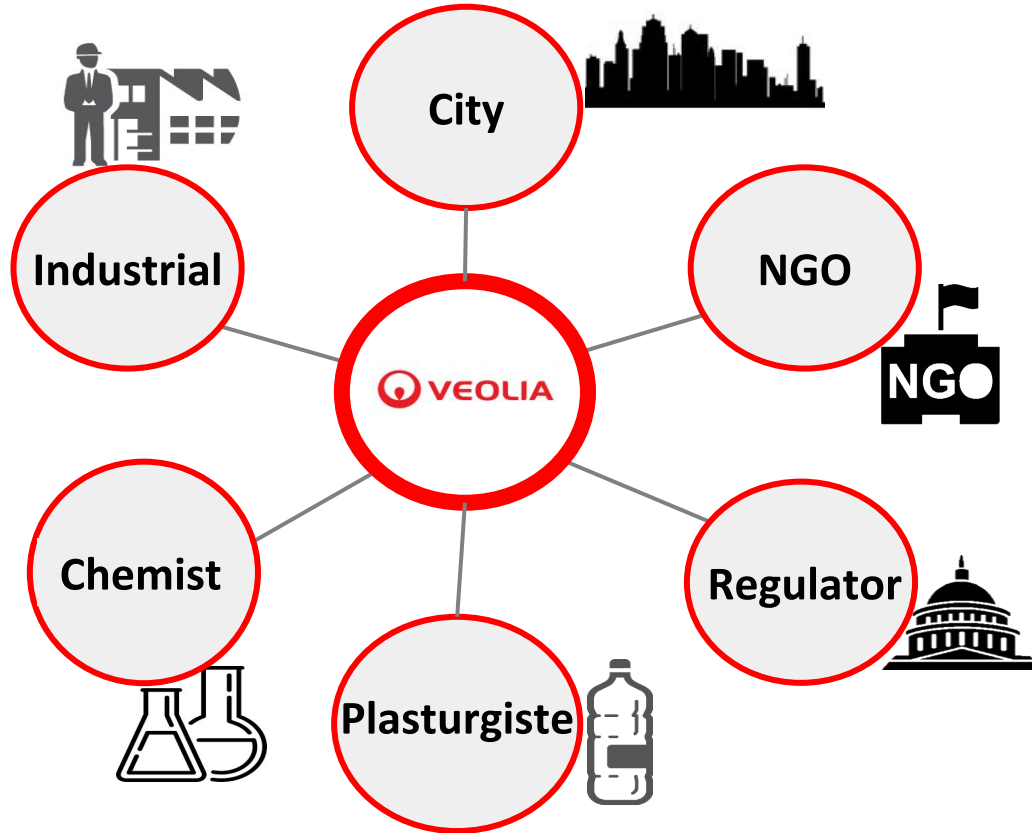 City
Industrial
NGO
NGO
VEOLIA
Chemist
Regulator
Plasturgiste